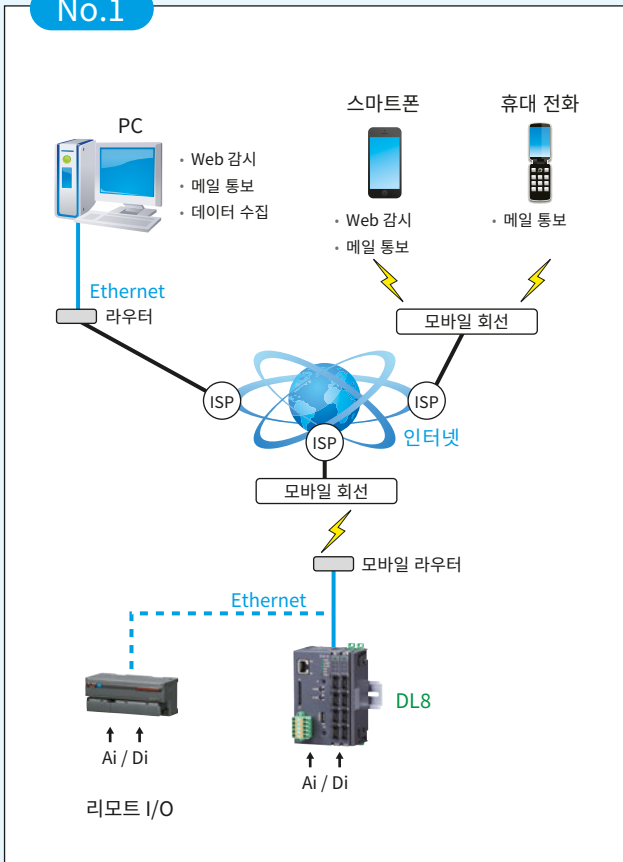 No.1
스마트폰
휴대 전화
PC
• Web 감시
• 메일 통보
• 데이터 수집
• Web 감시
• 메일 통보
• 메일 통보
Ethernet
라우터
모바일 회선
ISP
ISP
ISP
인터넷
모바일 회선
모바일 라우터
Ethernet
DL8
Ai / Di
Ai / Di
리모트 I/O